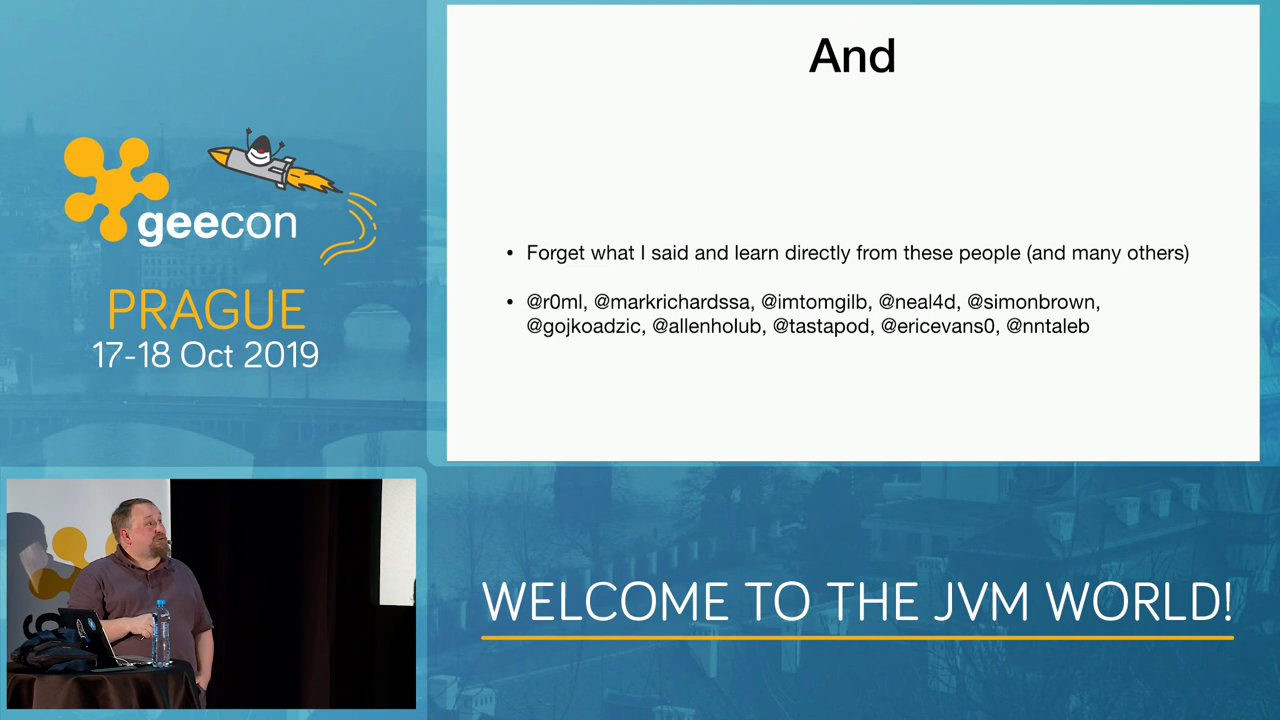 And
• Forget what I said and learn directly from these people (and many others)
• @r0ml, @markrichardssa, @imtomgilb, @neal4d, @simonbrown,
@gojkoadzic, @allenholub, @tastapod, @ericevans0, @nntaleb
geecon
PRAGUE
17-18 Oct 2019
WELCOME TO THE JVM WORLD!